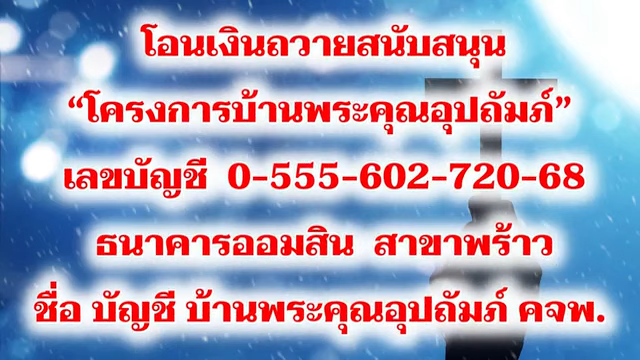 โอนเงินถวายสนับสนุน
“โครงการบ้านพระคุณอุปถัมภ์”
เลขบัญชี 0-555-602-720-68
ธนาคารออมสิน สาขาพร้าว
ชื่อ บัญชี บ้านพระคุณอุปถัมภ์ คจพ.